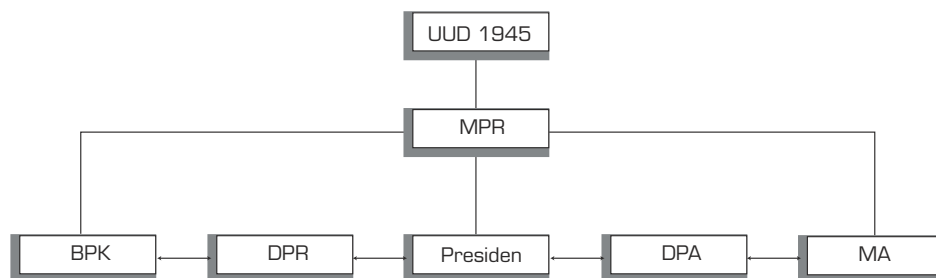 UUD 1945
MPR
BPK
DPR
Presiden
DPA
MA